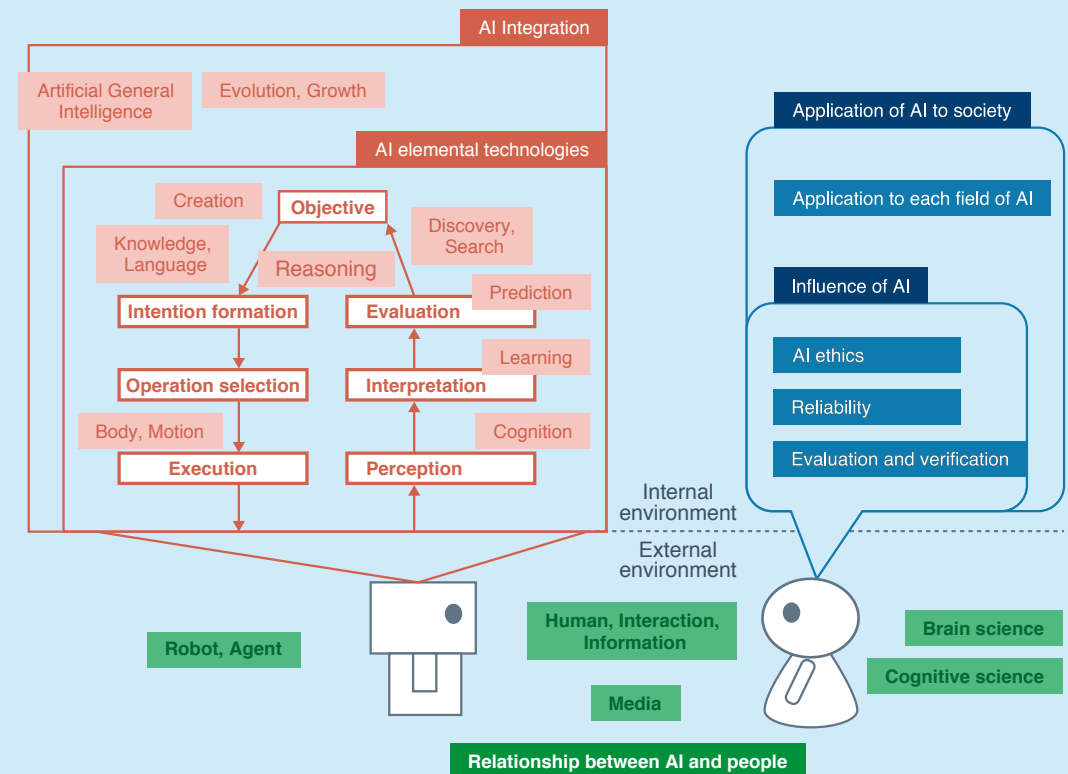 AI Integration
Artificial General
Intelligence
Evolution, Growth
AI elemental technologies
Creation
Objective
Discovery,
Search
Knowledge,
Language
Reasoning
Prediction
Intention formation
Evaluation
Learning
Operation selection
Interpretation
Body, Motion
Cognition
Execution
Perception
Application of AI to society
Application to each field of AI
Influence of AI
AI ethics
Reliability
Evaluation and verification
Internal
environment
External
environment
Robot, Agent
Human, Interaction,
Information
Media
Brain science
Cognitive science
Relationship between AI and people